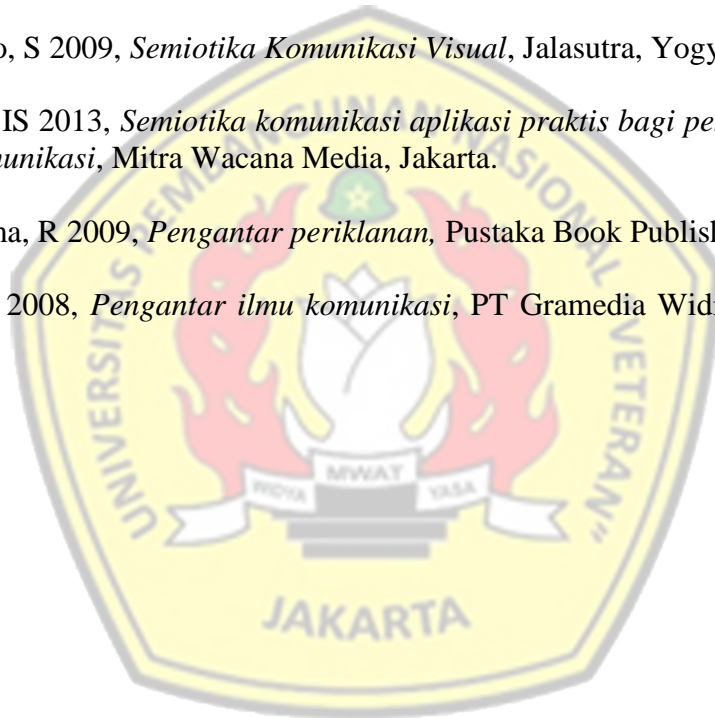 o, S 2009, Semiotika Komunikasi Visual, Jalasutra, Yogy
IS 2013, Semiotika komunikasi aplikasi praktis bagi pe
unikasi, Mitra Wacana Media, Jakarta.
na, R 2009, Pengantar periklanan, Pustaka Book Publish
2008, Pengantar ilmu komunikasi, PT Gramedia Widi
UNIVERSITAS PEMBANGUNAN NASIONAL VETERAN"
WIDYA MWAT YASA
JAKARTA